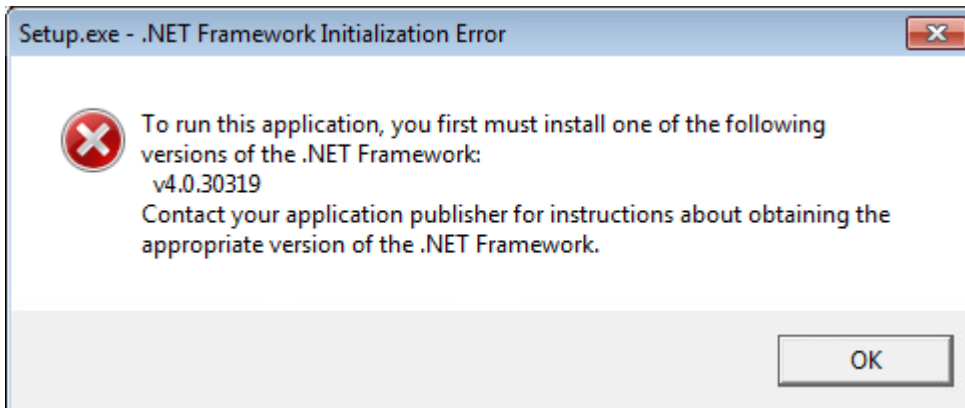 Setup.exe - .NET Framework Initialization Error
To run this application, you first must install one of the following
versions of the .NET Framework:
v4.0.30319
Contact your application publisher for instructions about obtaining the
appropriate version of the .NET Framework.
OK